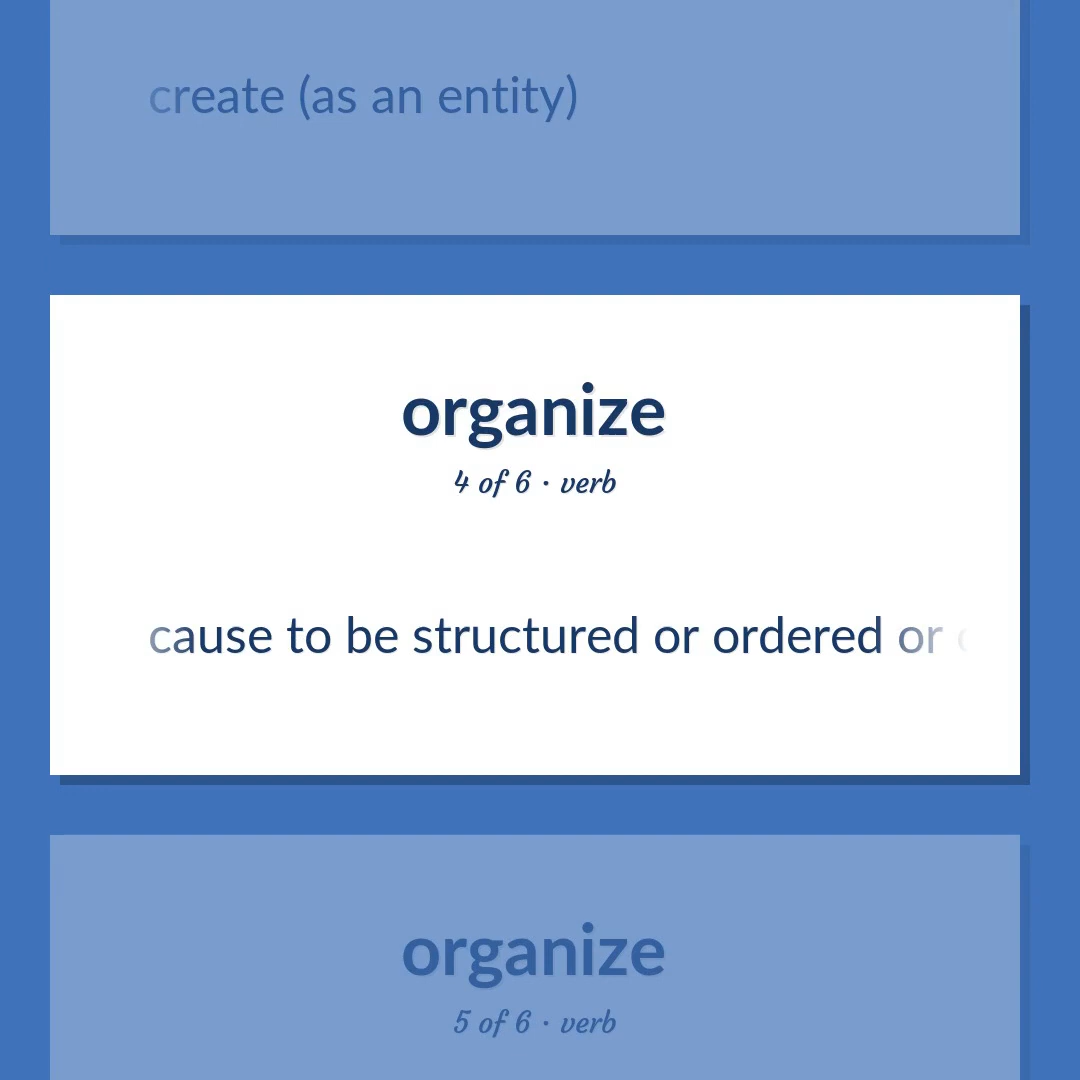 create (as an entity)
organize
4 of 6 · verb
cause to be structured or ordered or
organize
5 of 6 · verb